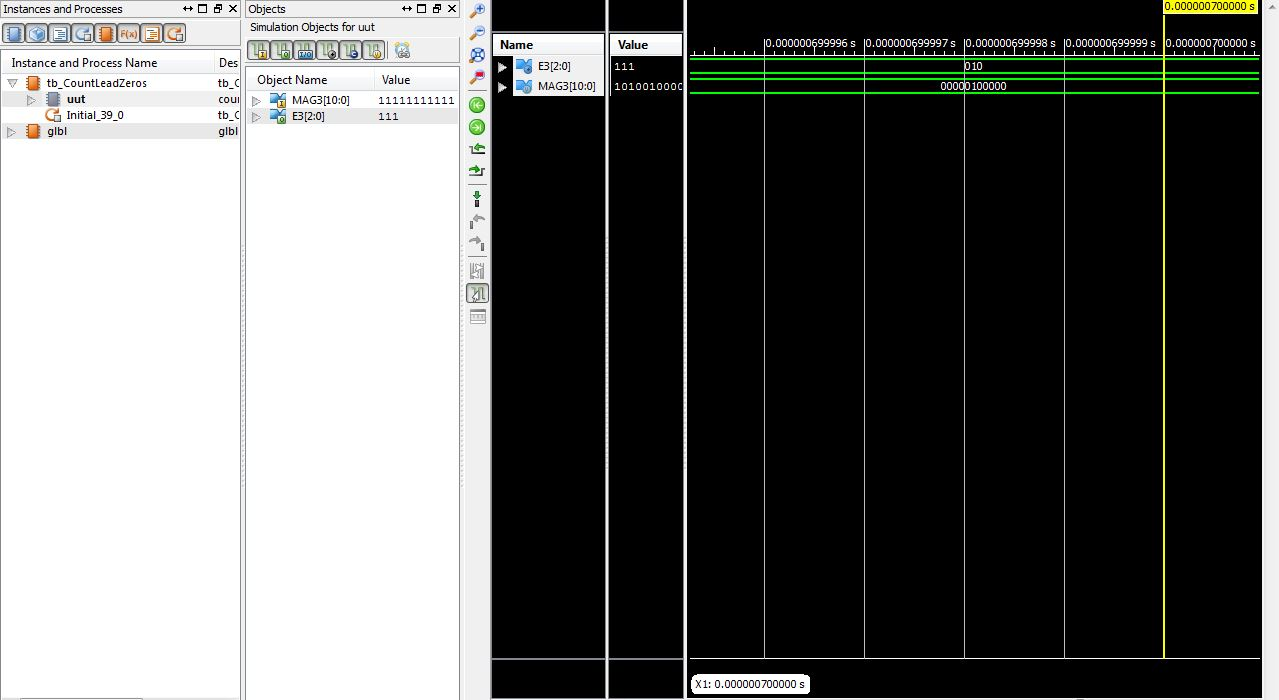 Instances and Processes
Instance and Process Name Des
tb_CountLeadZeros tb_C
uut cour
Initial_39_0 tb_C
glbl glbl
Objects
Simulation Objects for uut
Object Name Value
MAG3[10:0] 11111111111
E3[2:0] 111
Name Value
E3[2:0] 111
MAG3[10:0] 1010010000
0.000000700000 s
0.000000699996 s 0.000000699997 s 0.000000699998 s 0.000000699999 s 0.000000700000 s
010
00000100000
X1: 0.000000700000 s